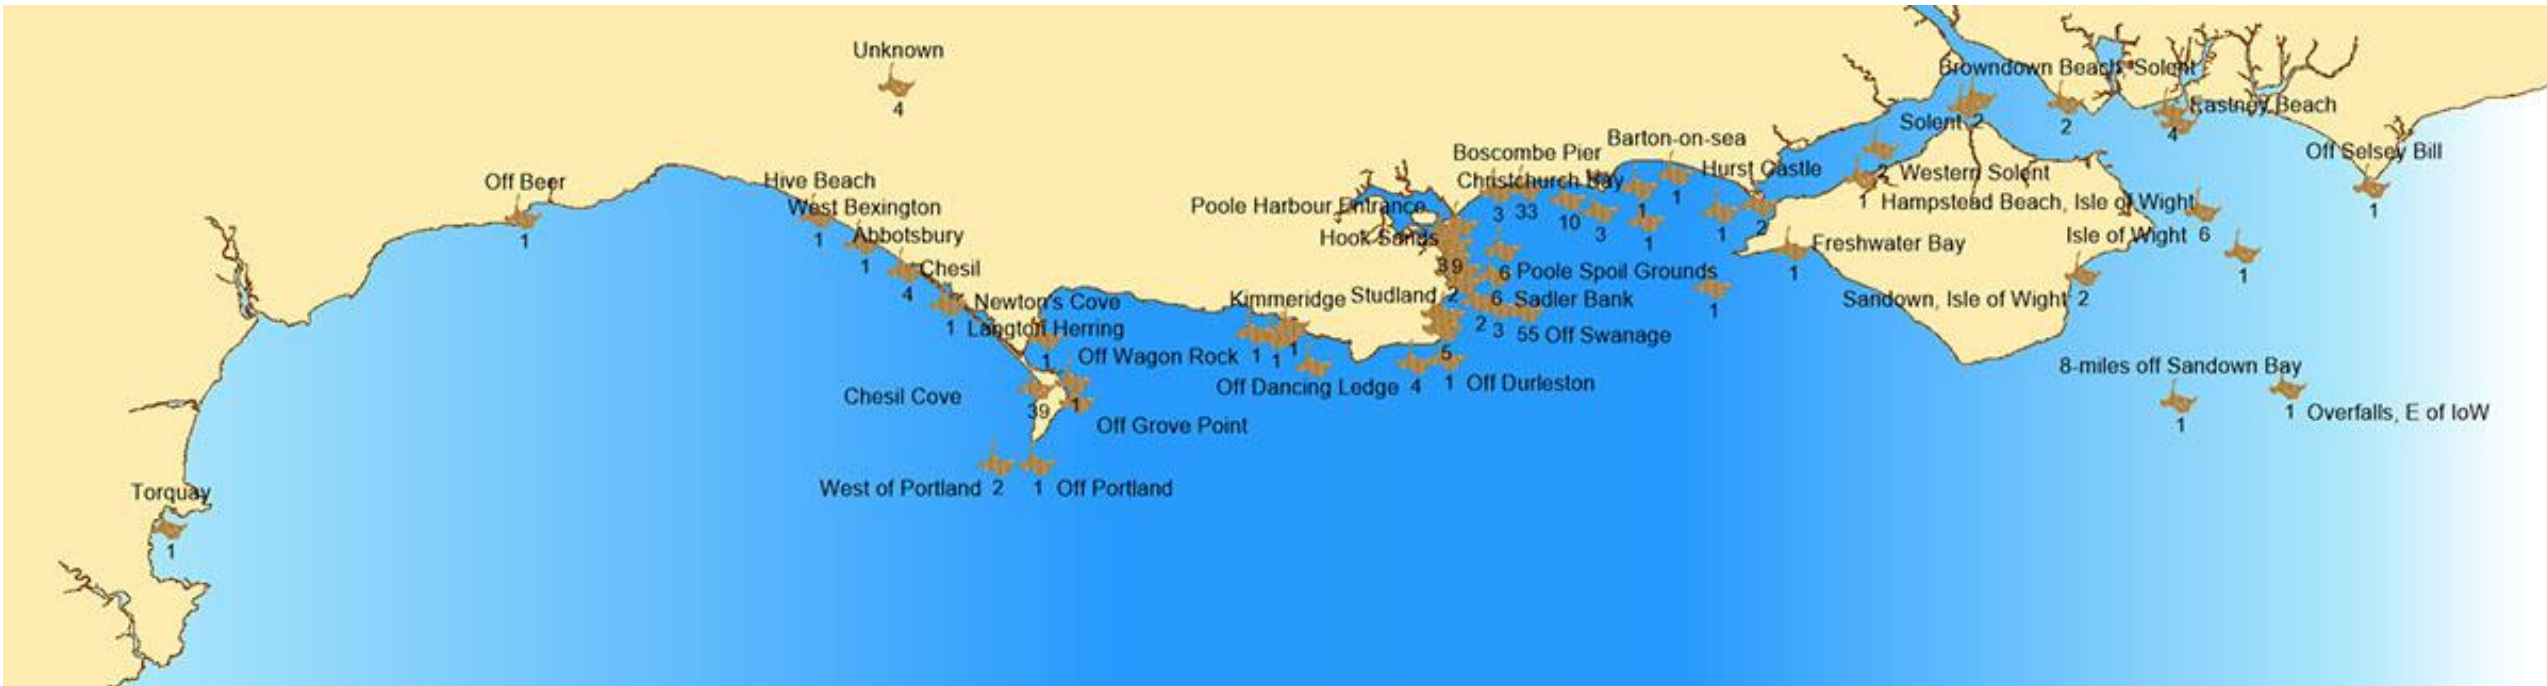 Unknown
4
Browndown Beach, Solent
Eastney Beach
Solent 2
2
4
Off Selsey Bill
1
Barton-on-sea
Boscombe Pier
Hurst Castle
Christchurch Bay
2 Western Solent
1 Hampstead Beach, Isle of Wight
Off Beer
1
Hive Beach
West Bexington
1
Abbotsbury
1
Chesil
4
Poole Harbour Entrance
3 33
10
3
1
1
1
1
2
Hook Sands
Isle of Wight 6
1
Freshwater Bay
1
39
6 Poole Spoil Grounds
1
Newton's Cove
Langton Herring
1
Kimmeridge
Studland 2
6 Sadler Bank
Sandown, Isle of Wight 2
2
3
55 Off Swanage
1
Off Wagon Rock
1
1
1
5
Off Dancing Ledge 4
1 Off Durleston
8-miles off Sandown Bay
1
1 Overfalls, E of IoW
Chesil Cove
39
1
Off Grove Point
West of Portland 2
1 Off Portland
Torquay
1